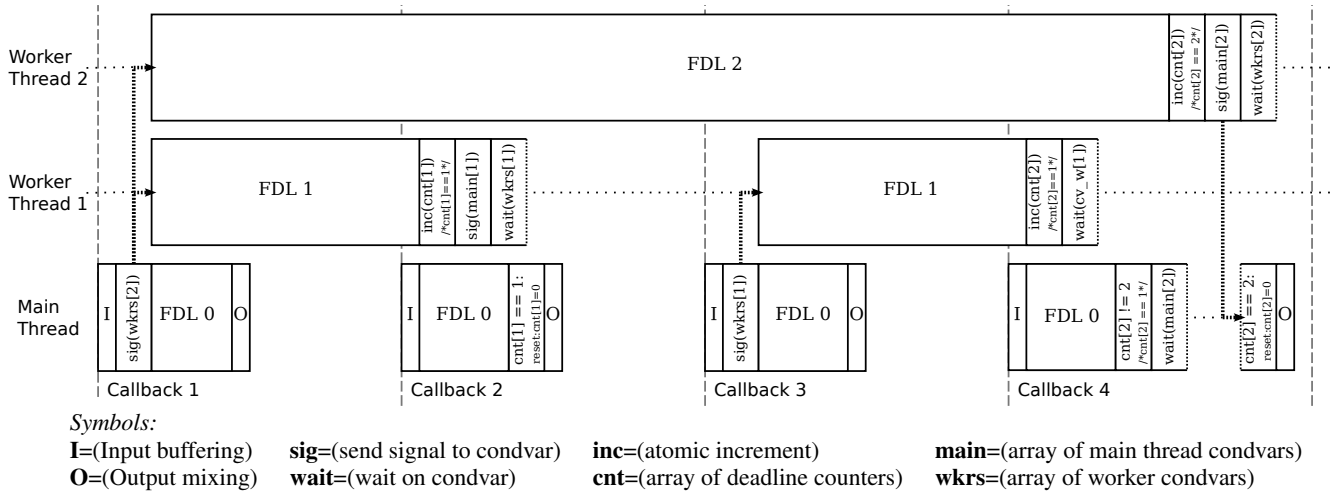 Worker
Thread 2
FDL 2
inc(cnt[2])
/*cnt[2] == 2*/
sig(main[2])
wait(wkrs[2])
Worker
Thread 1
FDL 1
inc(cnt[1])
/*cnt[1]==1*/
sig(main[1])
wait(wkrs[1])
FDL 1
inc(cnt[2])
/*cnt[2]==1*/
wait(cv_w[1])
Main
Thread
I
sig(wkrs[2])
FDL 0
O
I
FDL 0
cnt[1] == 1:
reset:cnt[1]=0
O
I
sig(wkrs[1])
FDL 0
O
I
FDL 0
cnt[2] != 2
/*cnt[2] == 1*/
wait(main[2])
cnt[2] == 2:
reset:cnt[2]=0
O
Callback 1
Callback 2
Callback 3
Callback 4
Symbols:
I=(Input buffering) sig=(send signal to condvar) inc=(atomic increment) main=(array of main thread condvars)
O=(Output mixing) wait=(wait on condvar) cnt=(array of deadline counters) wkrs=(array of worker condvars)